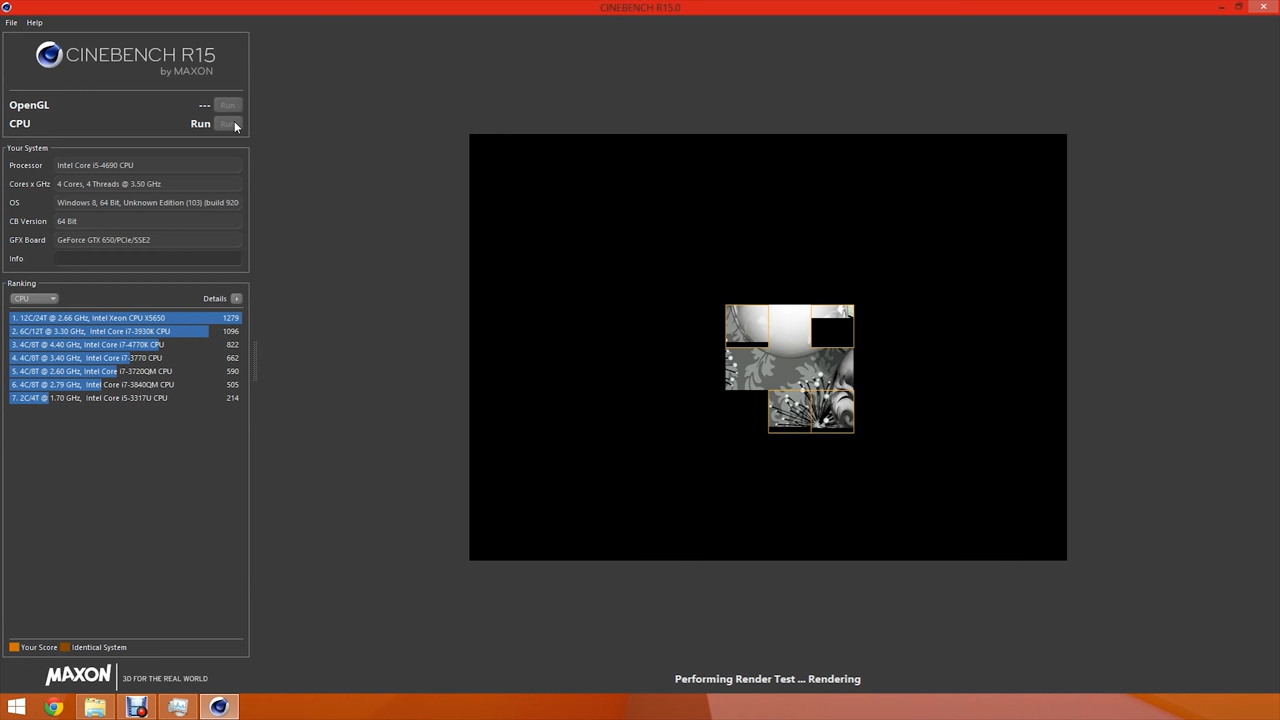 CINEBENCH R15.0
File Help
CINEBENCH R15
by MAXON
OpenGL --- Run
CPU Run Run
Your System
Processor Intel Core i5-4690 CPU
Cores x GHz 4 Cores, 4 Threads @ 3.50 GHz
OS Windows 8, 64 Bit, Unknown Edition (103) (build 920
CB Version 64 Bit
GFX Board GeForce GTX 650/PCIe/SSE2
Info
Ranking
CPU Details +
1. 12C/24T @ 2.66 GHz, Intel Xeon CPU X5650 1279
2. 6C/12T @ 3.30 GHz, Intel Core i7-3930K CPU 1096
3. 4C/8T @ 4.40 GHz, Intel Core i7-4770K CPU 822
4. 4C/8T @ 3.40 GHz, Intel Core i7-3770 CPU 662
5. 4C/8T @ 2.60 GHz, Intel Core i7-3720QM CPU 590
6. 4C/8T @ 2.79 GHz, Intel Core i7-3840QM CPU 505
7. 2C/4T @ 1.70 GHz, Intel Core i5-3317U CPU 214
Your Score Identical System
MAXON 3D FOR THE REAL WORLD
Performing Render Test ... Rendering